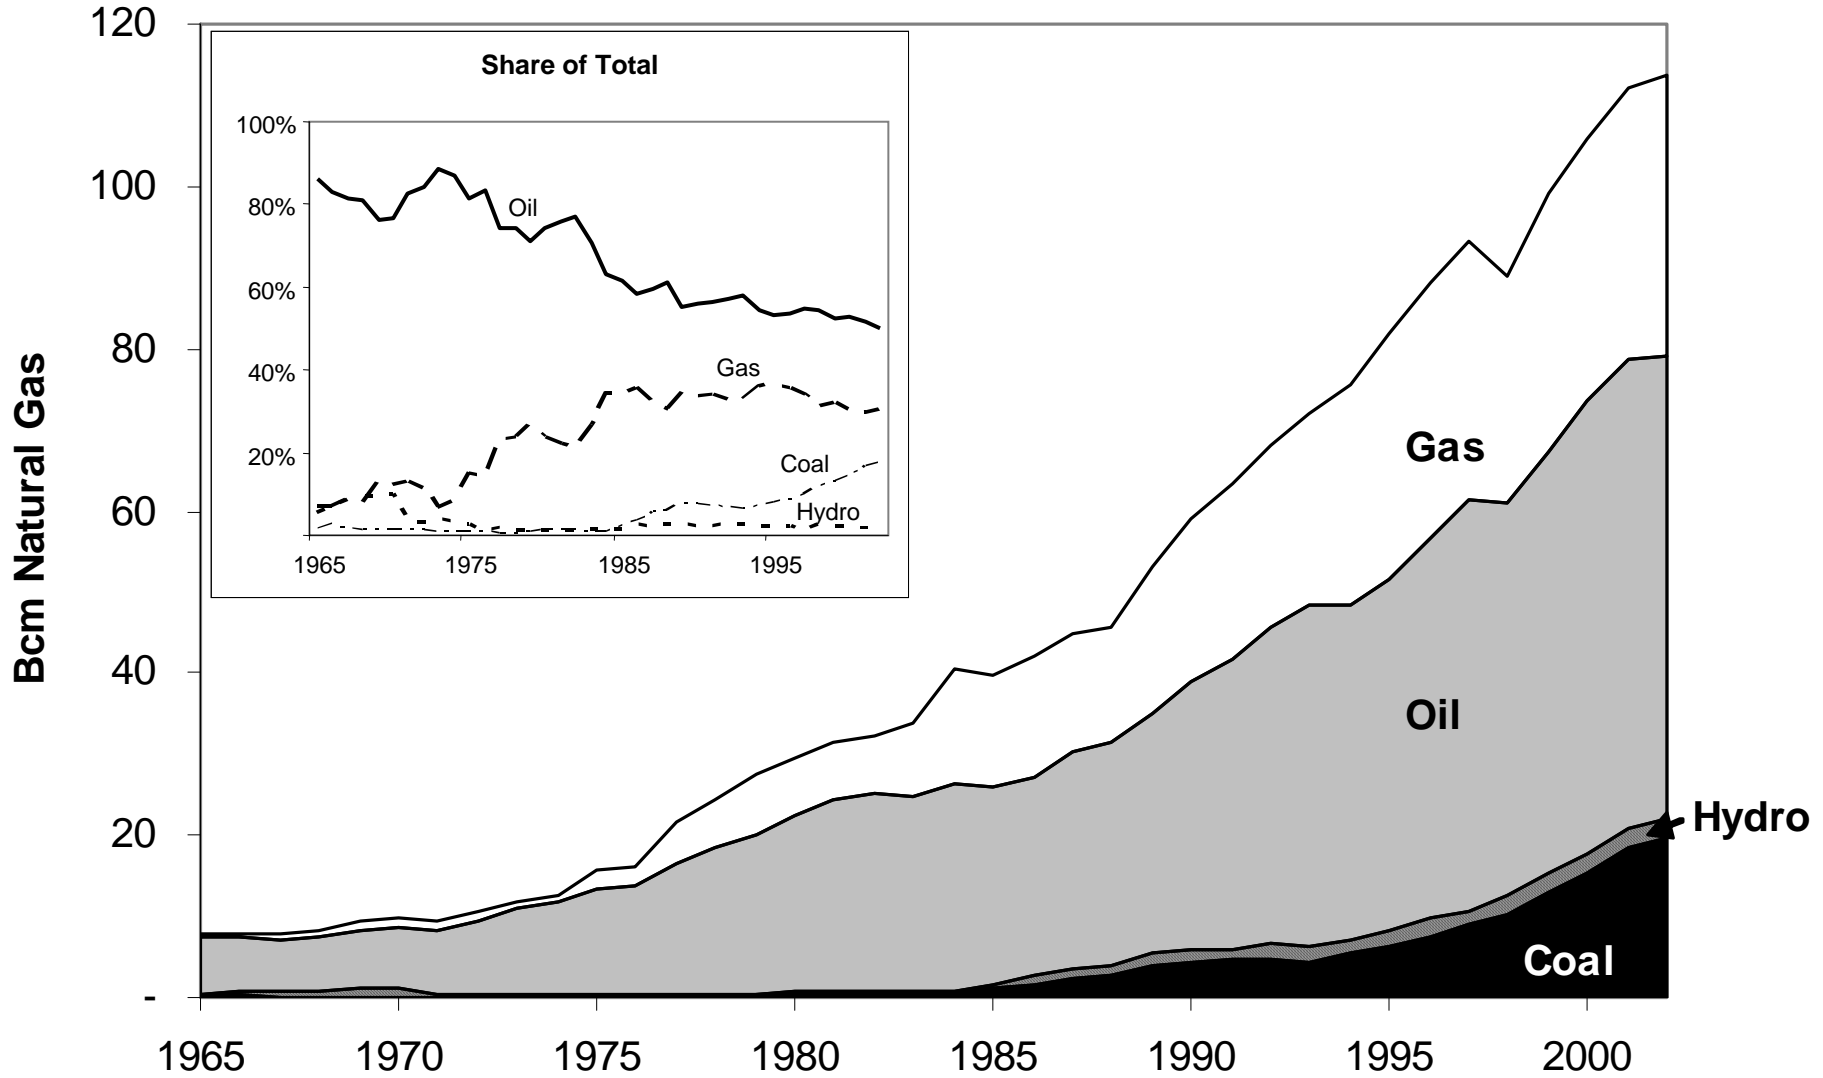 Bcm Natural Gas
120
100
80
60
40
20
-
Share of Total
100%
80%
60%
40%
20%
Oil
Gas
Coal
Hydro
1965 1975 1985 1995
Gas
Oil
Hydro
Coal
1965 1970 1975 1980 1985 1990 1995 2000